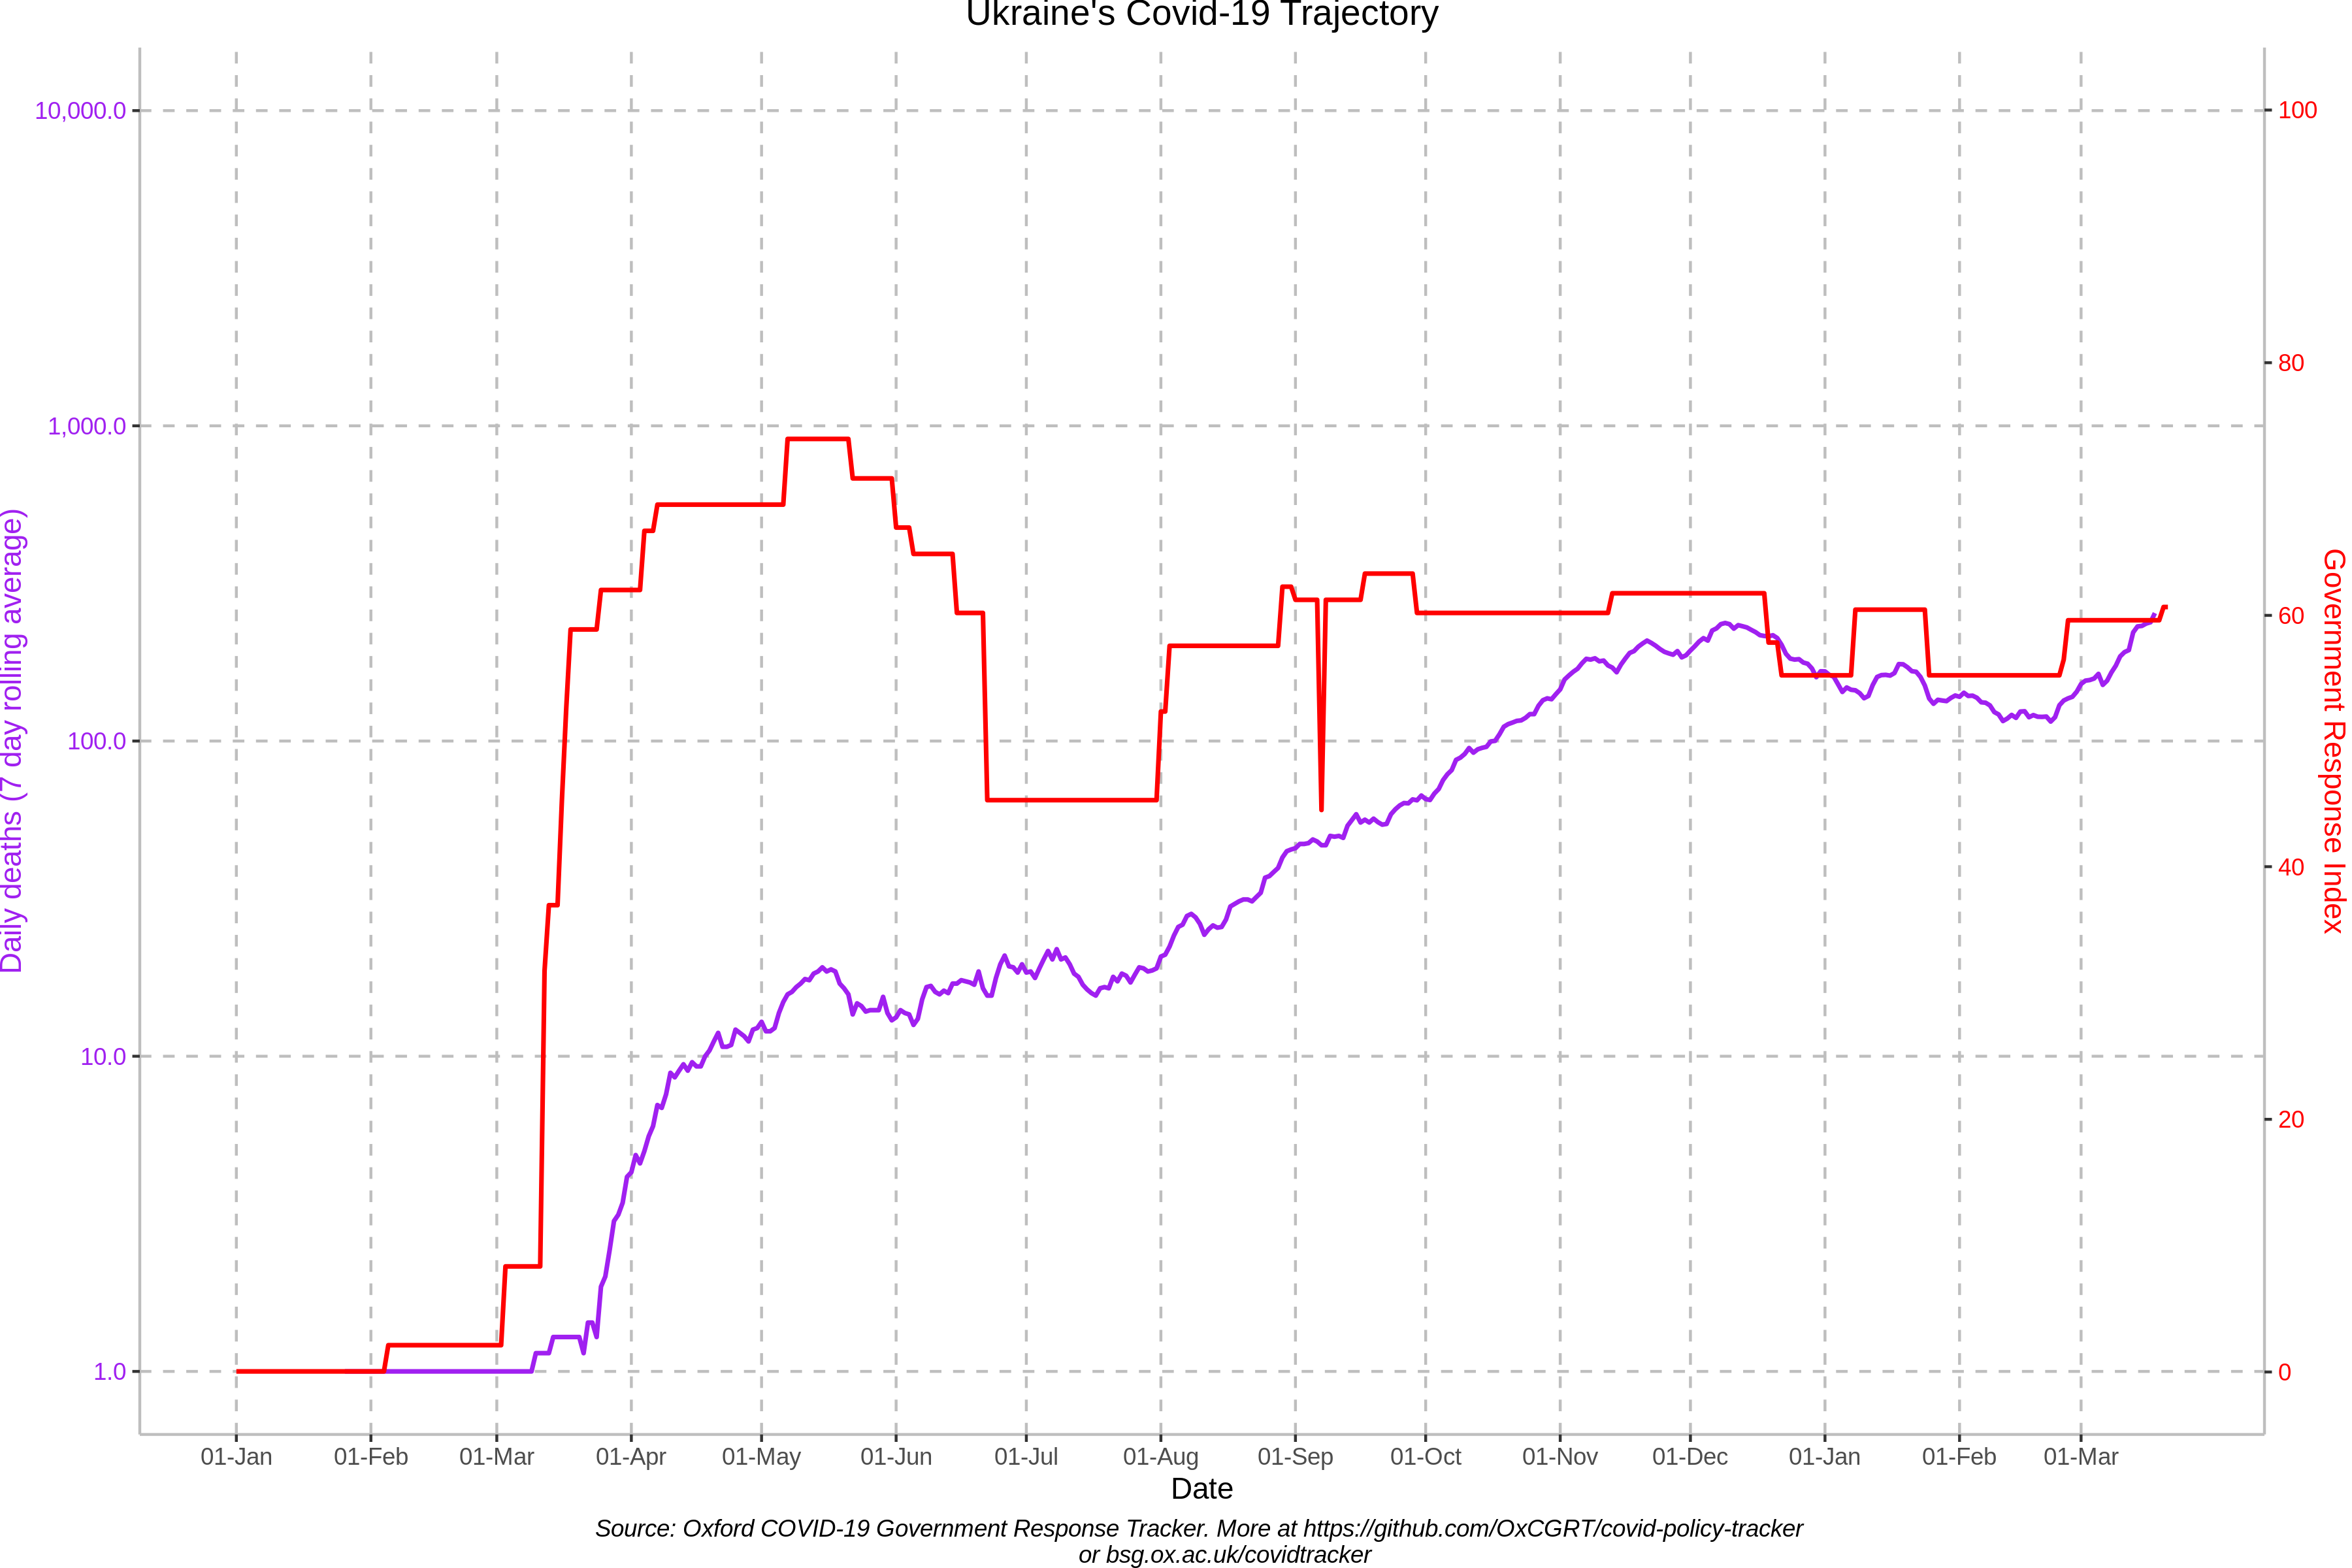 Ukraine's Covid-19 Trajectory
10,000.0
1,000.0
100.0
10.0
1.0
Daily deaths (7 day rolling average)
100
80
60
40
20
0
Government Response Index
01-Jan 01-Feb 01-Mar 01-Apr 01-May 01-Jun 01-Jul 01-Aug 01-Sep 01-Oct 01-Nov 01-Dec 01-Jan 01-Feb 01-Mar
Date
Source: Oxford COVID-19 Government Response Tracker. More at https://github.com/OxCGRT/covid-policy-tracker
or bsg.ox.ac.uk/covidtracker